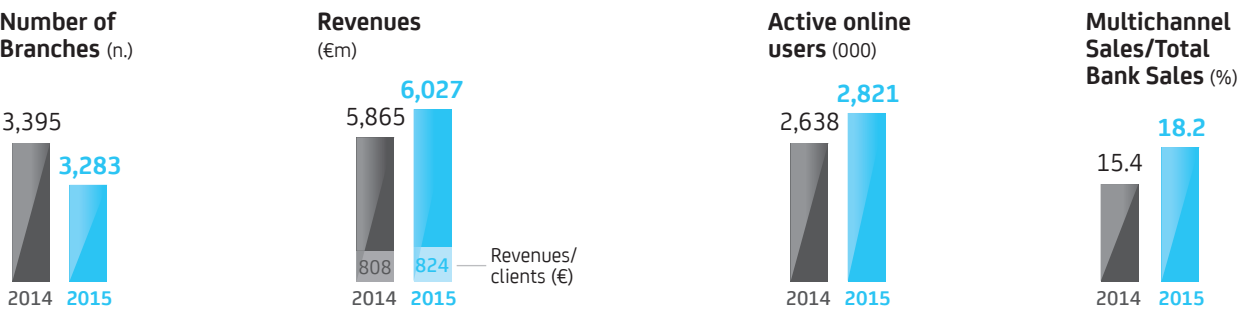 Number of
Branches (n.)
3,395
3,283
2014 2015
Revenues
(€m)
5,865
6,027
808
824
Revenues/
clients (€)
2014 2015
Active online
users (000)
2,638
2,821
2014 2015
Multichannel
Sales/Total
Bank Sales (%)
15.4
18.2
2014 2015